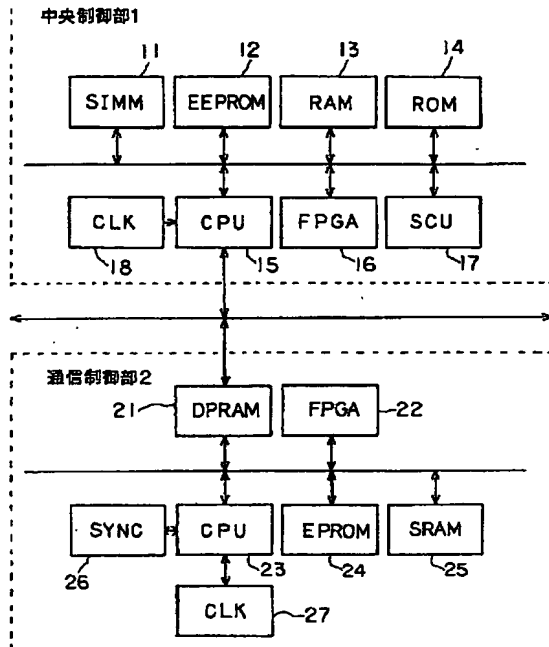 中央制御部1
11 12 13 14
SIMM EEPROM RAM ROM
CLK CPU FPGA SCU
18 15 16 17
通信制御部2
21 DPRAM FPGA 22
SYNC CPU EPROM SRAM
26 23 24 25
CLK 27